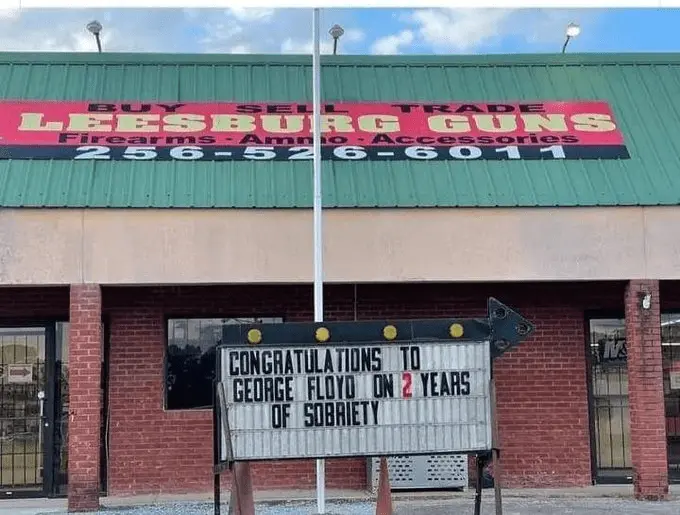 BUY SELL TRADE
LEESBURG GUNS
Firearms - Ammo - Accessories
256-526-6011
CONGRATULATIONS TO
GEORGE FLOYD ON 2 YEARS
OF SOBRIETY